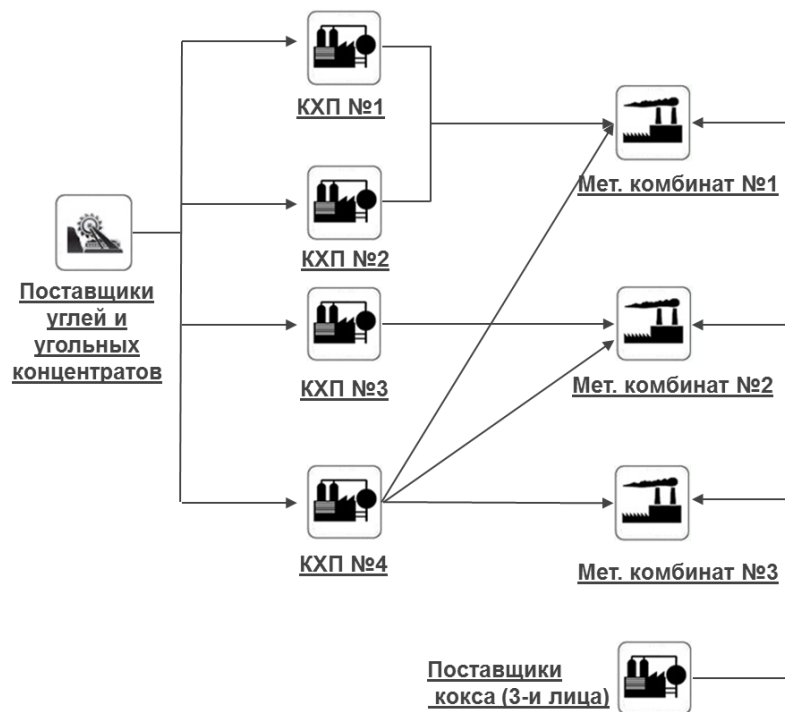 КХП №1
Мет. комбинат №1
КХП №2
Поставщики
углей и
угольных
концентратов
КХП №3
Мет. комбинат №2
КХП №4
Мет. комбинат №3
Поставщики
кокса (3-и лица)